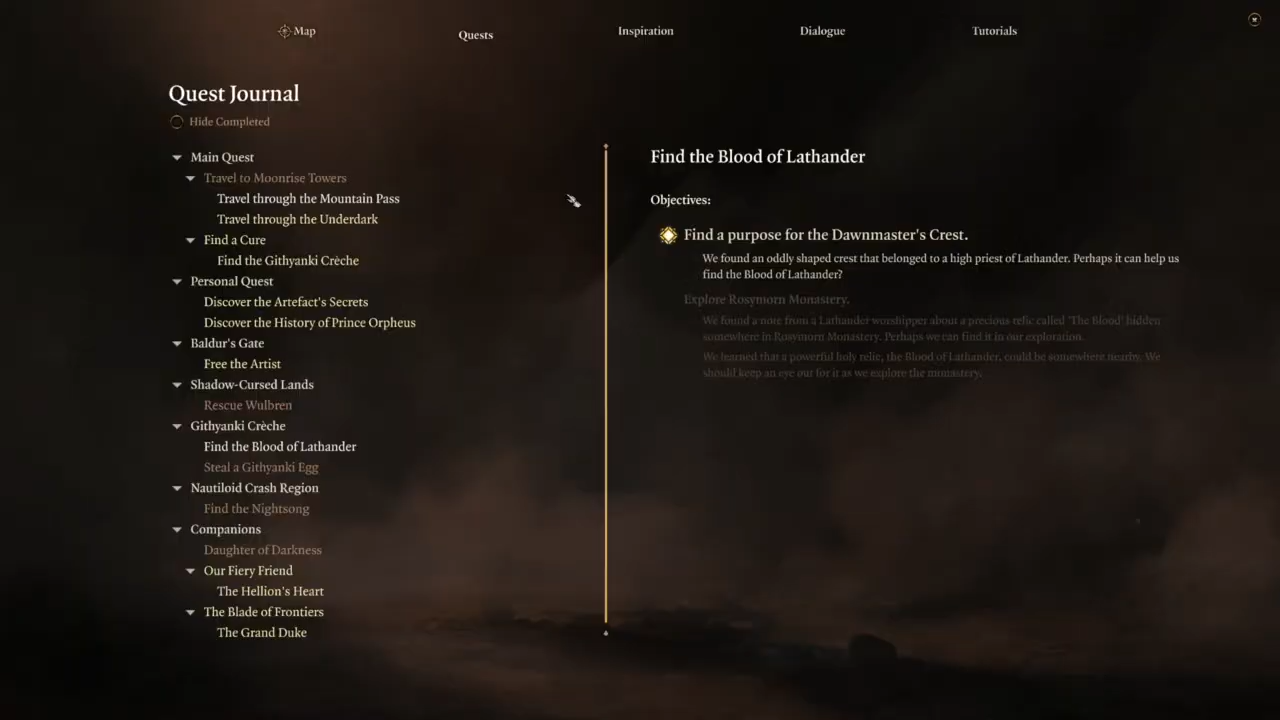 Map
Quests
Inspiration
Dialogue
Tutorials
Quest Journal
Hide Completed
Main Quest
Travel to Moonrise Towers
Travel through the Mountain Pass
Travel through the Underdark
Find a Cure
Find the Githyanki Crèche
Personal Quest
Discover the Artefact's Secrets
Discover the History of Prince Orpheus
Baldur's Gate
Free the Artist
Shadow-Cursed Lands
Rescue Wulbren
Githyanki Crèche
Find the Blood of Lathander
Steal a Githyanki Egg
Nautiloid Crash Region
Find the Nightsong
Companions
Daughter of Darkness
Our Fiery Friend
The Hellion's Heart
The Blade of Frontiers
The Grand Duke
Find the Blood of Lathander
Objectives:
Find a purpose for the Dawnmaster's Crest.
We found an oddly shaped crest that belonged to a high priest of Lathander. Perhaps it can help us
find the Blood of Lathander?
Explore Rosymorn Monastery.
We found a note from a Lathander worshipper about a precious relic called 'The Blood' hidden
somewhere in Rosymorn Monastery. Perhaps we can find it in our exploration.
We learned that a powerful holy relic, the Blood of Lathander, could be somewhere nearby. We
should keep an eye out for it as we explore the monastery.